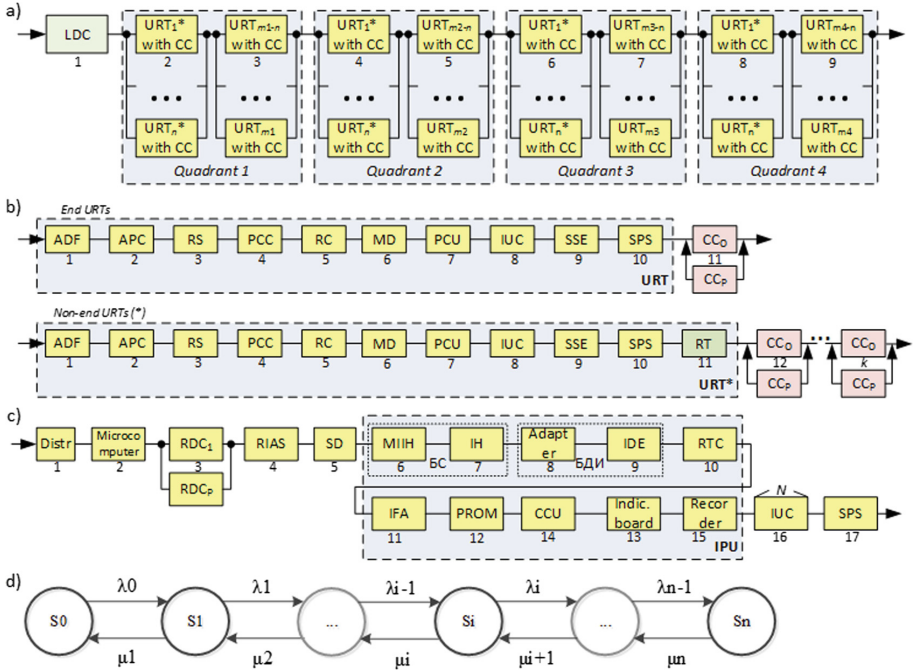 a)
LDC
1
URT1*
with CC
2
URTm1-n
with CC
3
URT1*
with CC
4
URTm2-n
with CC
5
URT1*
with CC
6
URTm3-n
with CC
7
URT1*
with CC
8
URTm4-n
with CC
9
URTn*
with CC
URTm1
with CC
URTn*
with CC
URTm2
with CC
URTn*
with CC
URTm3
with CC
URTn*
with CC
URTm4
with CC
Quadrant 1
Quadrant 2
Quadrant 3
Quadrant 4
b)
End URTs
ADF APC RS PCC RC MD PCU IUC SSE SPS CCO
1 2 3 4 5 6 7 8 9 10 11
CCP
URT
Non-end URTs (*)
ADF APC RS PCC RC MD PCU IUC SSE SPS RT CCO ... CCO
1 2 3 4 5 6 7 8 9 10 11 12 k
CCP CCP
URT*
c)
Distr
1
Microco
mputer
2
RDC1
3
RDCP
RIAS
4
SD
5
MIIH
6
IH
7
БС
Adapt
er
8
IDE
9
БДИ
RTC
10
IFA
11
PROM
12
CCU
14
Indic.
board
13
Recor
der
15
IPU
N
IUC
16
SPS
17
d)
λ0 λ1 λi-1 λi λn-1
S0 S1 ... Si ... Sn
μ1 μ2 μi μi+1 μn